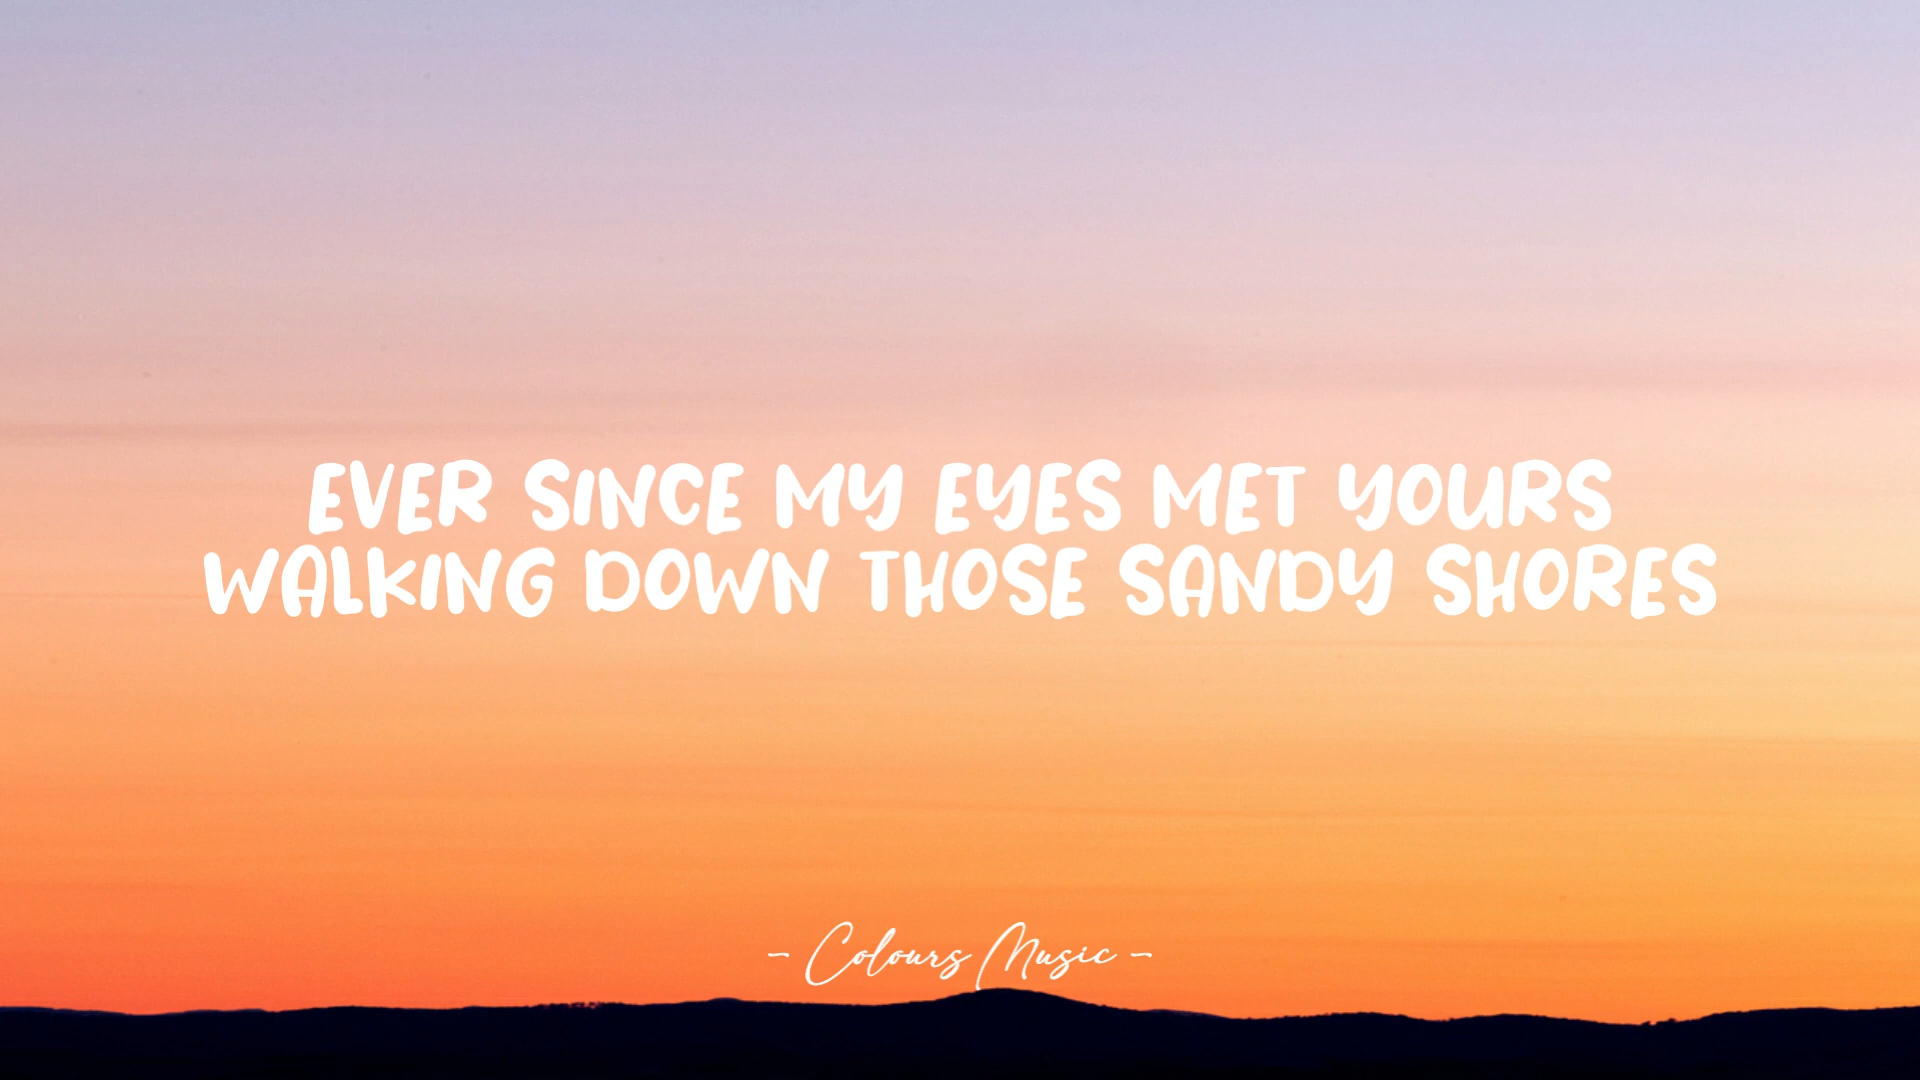 EVER SINCE MY EYES MET YOURS
WALKING DOWN THOSE SANDY SHORES
- Colours Music -